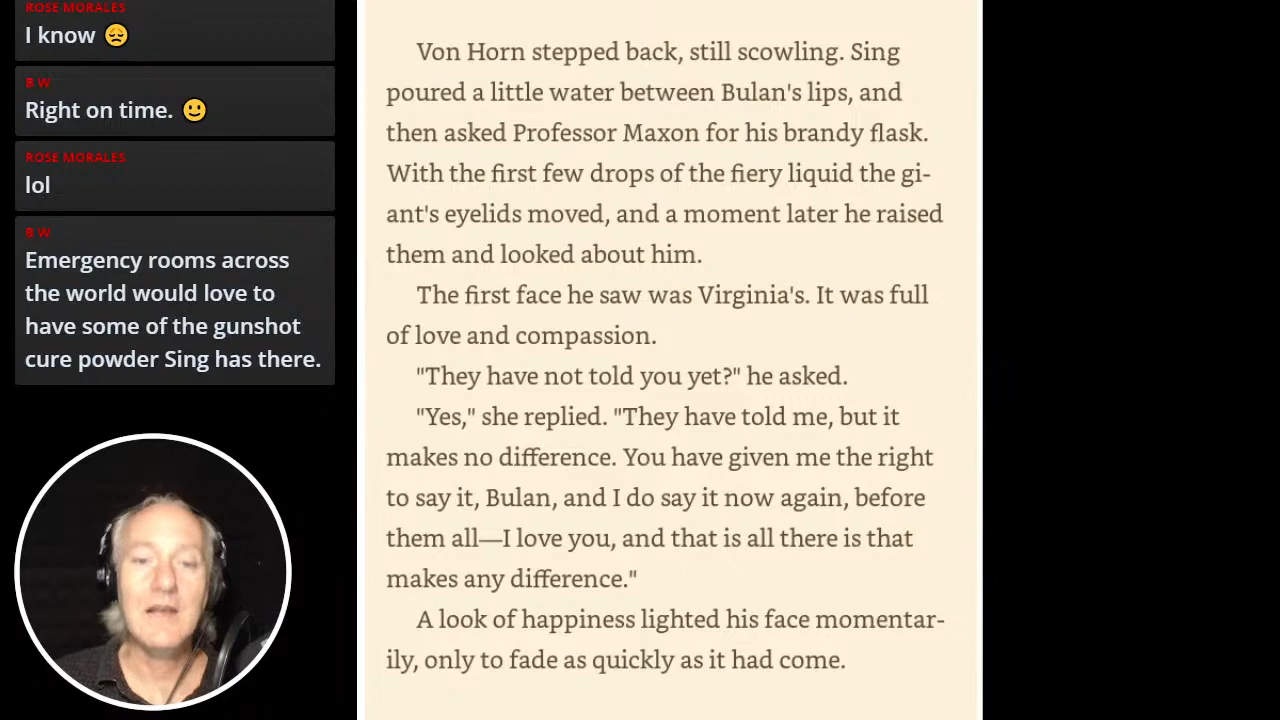 ROSE MORALES
I know 😔
B W
Right on time. 🙂
ROSE MORALES
lol
B W
Emergency rooms across
the world would love to
have some of the gunshot
cure powder Sing has there.
Von Horn stepped back, still scowling. Sing
poured a little water between Bulan's lips, and
then asked Professor Maxon for his brandy flask.
With the first few drops of the fiery liquid the gi-
ant's eyelids moved, and a moment later he raised
them and looked about him.
The first face he saw was Virginia's. It was full
of love and compassion.
"They have not told you yet?" he asked.
"Yes," she replied. "They have told me, but it
makes no difference. You have given me the right
to say it, Bulan, and I do say it now again, before
them all—I love you, and that is all there is that
makes any difference."
A look of happiness lighted his face momentar-
ily, only to fade as quickly as it had come.